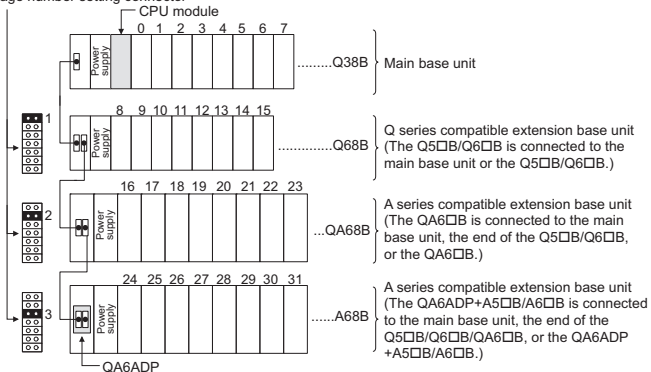 CPU module
0 1 2 3 4 5 6 7
Power supply
.........Q38B
Main base unit
8 9 10 11 12 13 14 15
1
Power supply
.........Q68B
Q series compatible extension base unit
(The Q5□B/Q6□B is connected to the
main base unit or the Q5□B/Q6□B.)
16 17 18 19 20 21 22 23
2
Power supply
...QA68B
A series compatible extension base unit
(The QA6□B is connected to the main
base unit, the end of the Q5□B/Q6□B,
or the QA6□B.)
24 25 26 27 28 29 30 31
3
Power supply
......A68B
A series compatible extension base unit
(The QA6ADP+A5□B/A6□B is connected
to the main base unit, the end of the
Q5□B/Q6□B/QA6□B, or the QA6ADP
+A5□B/A6□B.)
QA6ADP